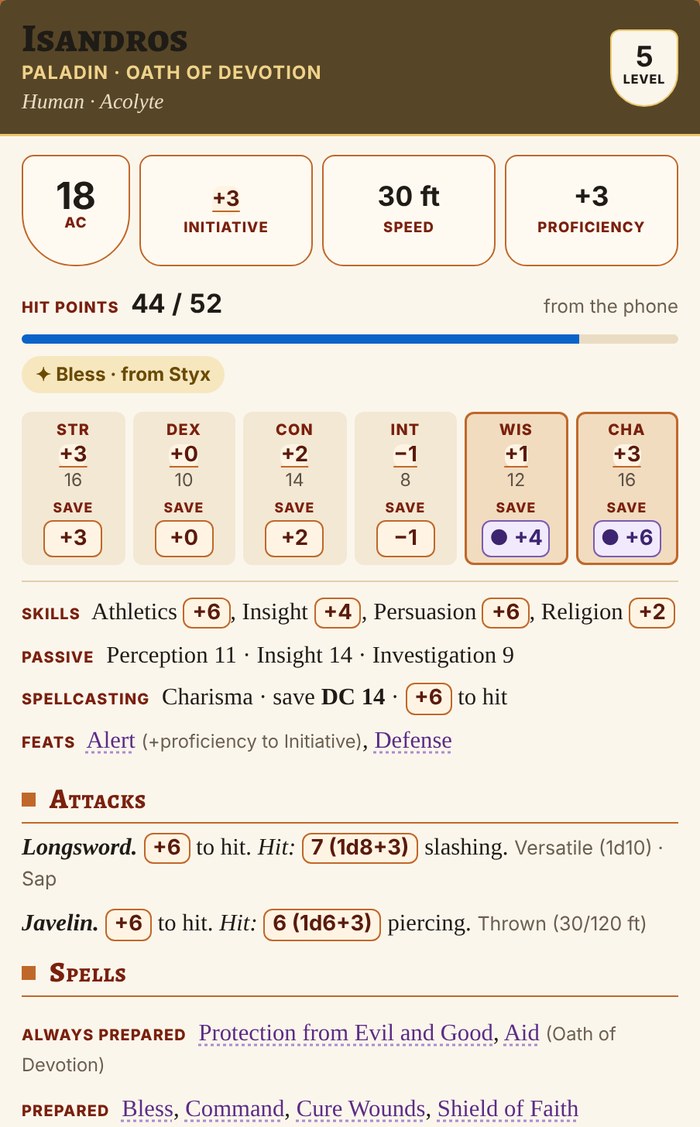 Isandros
PALADIN · OATH OF DEVOTION
Human · Acolyte
5
LEVEL
18
AC
+3
INITIATIVE
30 ft
SPEED
+3
PROFICIENCY
HIT POINTS 44 / 52 from the phone
✦ Bless · from Styx
STR DEX CON INT WIS CHA
+3 +0 +2 −1 +1 +3
16 10 14 8 12 16
SAVE SAVE SAVE SAVE SAVE SAVE
+3 +0 +2 −1 +4 +6
SKILLS Athletics +6, Insight +4, Persuasion +6, Religion +2
PASSIVE Perception 11 · Insight 14 · Investigation 9
SPELLCASTING Charisma · save DC 14 · +6 to hit
FEATS Alert (+proficiency to Initiative), Defense
Attacks
Longsword. +6 to hit. Hit: 7 (1d8+3) slashing. Versatile (1d10) ·
Sap
Javelin. +6 to hit. Hit: 6 (1d6+3) piercing. Thrown (30/120 ft)
Spells
ALWAYS PREPARED Protection from Evil and Good, Aid (Oath of
Devotion)
PREPARED Bless, Command, Cure Wounds, Shield of Faith